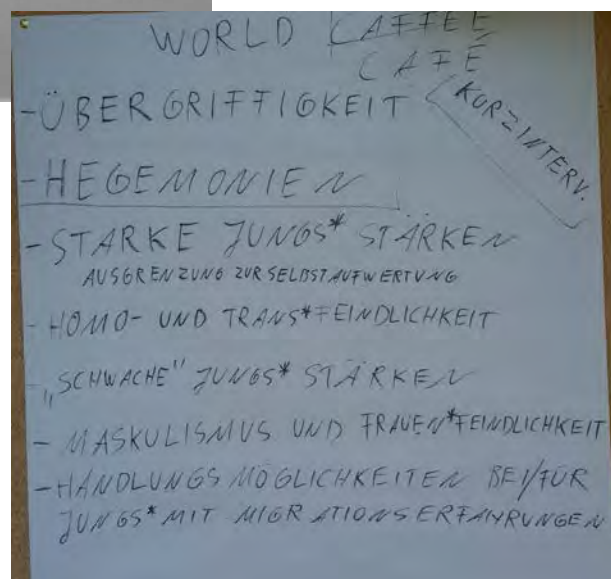 WORLD CAFFEE
CAFÉ
KURZINTERV.
-ÜBERGRIFFIGKEIT
-HEGEMONIEN
-STARKE JUNGS* STÄRKEN
AUSGRENZUNG ZUR SELBSTAUFWERTUNG
-HOMO- UND TRANS*FEINDLICHKEIT
-„SCHWACHE" JUNGS* STÄRKEN
- MASKULISMUS UND FRAUEN*FEINDLICHKEIT
-HANDLUNGSMÖGLICHKEITEN BEI/FÜR
JUNGS* MIT MIGRATIONSERFAHRUNGEN